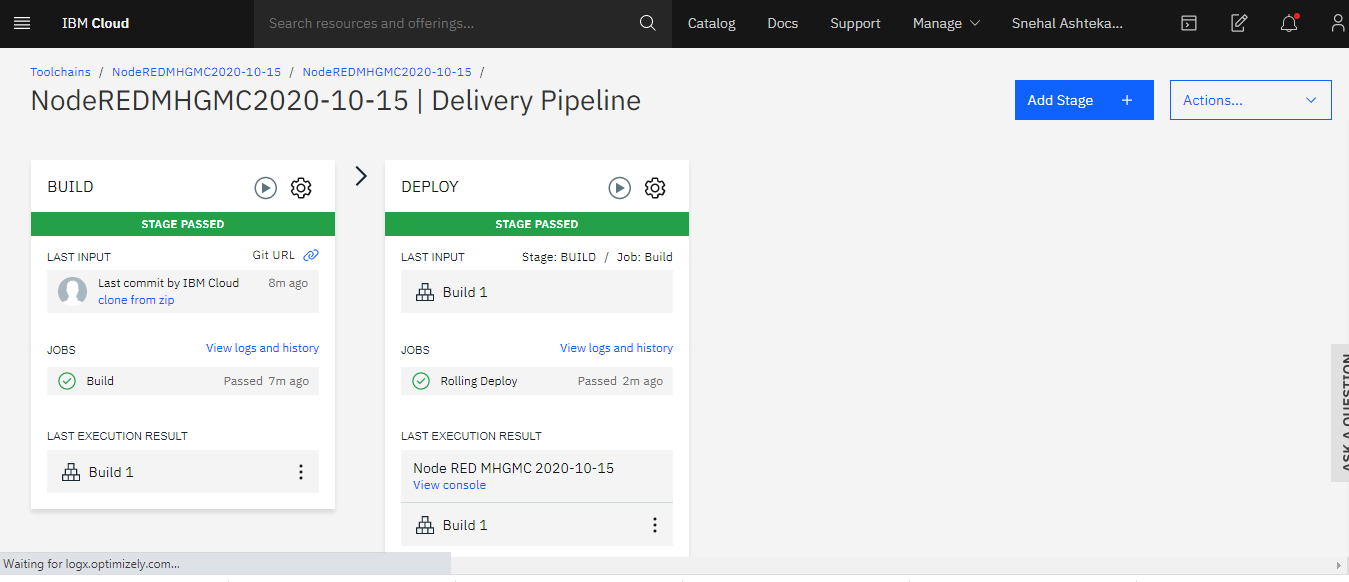 IBM Cloud
Search resources and offerings...
Catalog
Docs
Support
Manage
Snehal Ashteka...
Toolchains / NodeREDMHGMC2020-10-15 / NodeREDMHGMC2020-10-15 /
NodeREDMHGMC2020-10-15 | Delivery Pipeline
Add Stage +
Actions...
BUILD
STAGE PASSED
LAST INPUT
Git URL
Last commit by IBM Cloud
8m ago
clone from zip
JOBS
View logs and history
Build
Passed 7m ago
LAST EXECUTION RESULT
Build 1
DEPLOY
STAGE PASSED
LAST INPUT
Stage: BUILD / Job: Build
Build 1
JOBS
View logs and history
Rolling Deploy
Passed 2m ago
LAST EXECUTION RESULT
Node RED MHGMC 2020-10-15
View console
Build 1
ASK A QUESTION
Waiting for logx.optimizely.com...